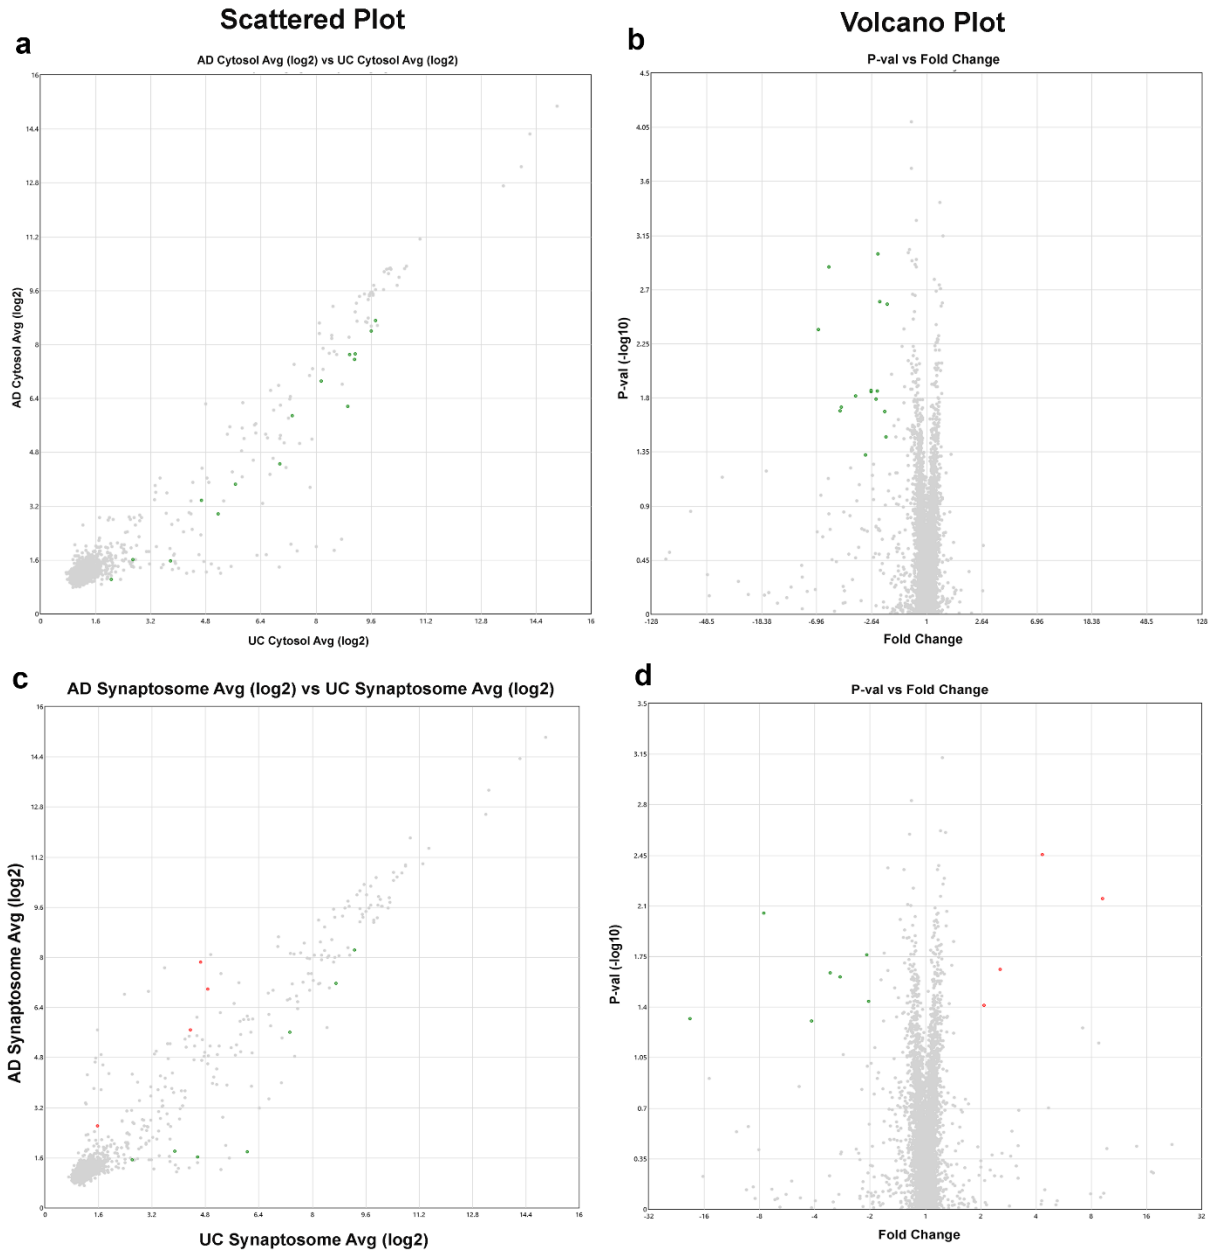 Scattered Plot
Volcano Plot
a
b
AD Cytosol Avg (log2) vs UC Cytosol Avg (log2)
P-val vs Fold Change
16
14.4
12.8
11.2
9.6
8
6.4
4.8
3.2
1.6
0
AD Cytosol Avg (log2)
0 1.6 3.2 4.8 6.4 8 9.6 11.2 12.8 14.4 16
UC Cytosol Avg (log2)
4.5
4.05
3.6
3.15
2.7
2.25
1.8
1.35
0.9
0.45
0
P-val (-log10)
-128 -48.5 -18.38 -6.96 -2.64 1 2.64 6.96 18.38 48.5 128
Fold Change
c
d
AD Synaptosome Avg (log2) vs UC Synaptosome Avg (log2)
P-val vs Fold Change
16
14.4
12.8
11.2
9.6
8
6.4
4.8
3.2
1.6
0
AD Synaptosome Avg (log2)
0 1.6 3.2 4.8 6.4 8 9.6 11.2 12.8 14.4 16
UC Synaptosome Avg (log2)
3.5
3.15
2.8
2.45
2.1
1.75
1.4
1.05
0.7
0.35
0
P-val (-log10)
-32 -16 -8 -4 -2 1 2 4 8 16 32
Fold Change